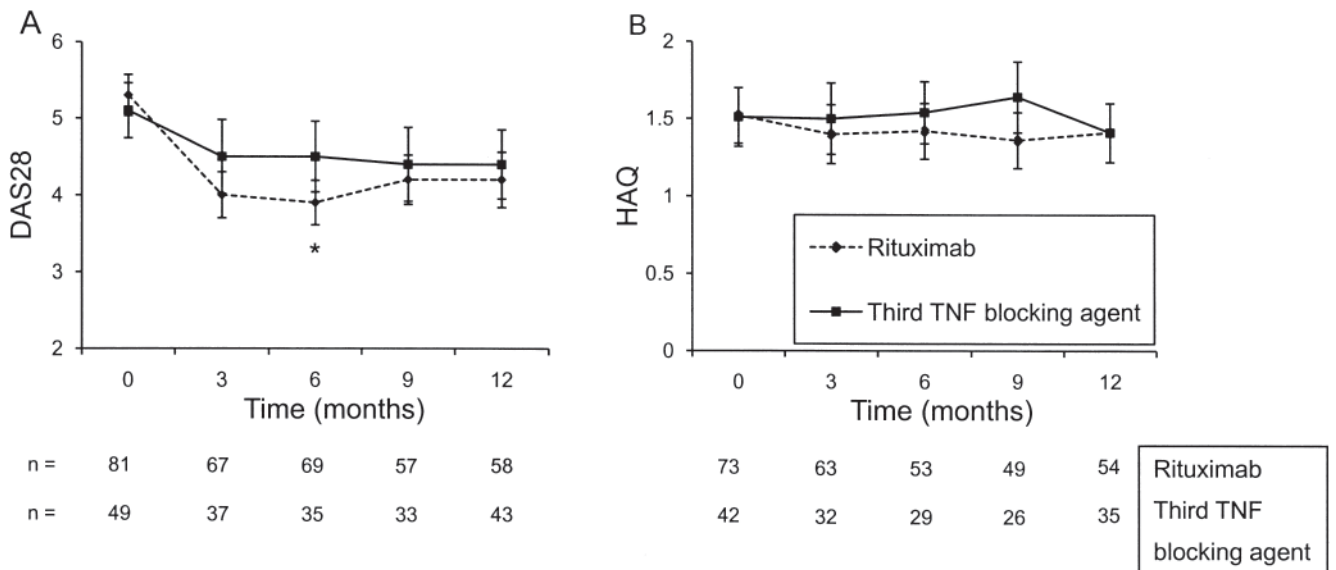 A
6
5
4
3
2
DAS28
*
0 3 6 9 12
Time (months)
B
2
1.5
1
0.5
0
HAQ
Rituximab
Third TNF blocking agent
0 3 6 9 12
Time (months)
n = 81 67 69 57 58
n = 49 37 35 33 43
73 63 53 49 54
42 32 29 26 35
Rituximab
Third TNF
blocking agent